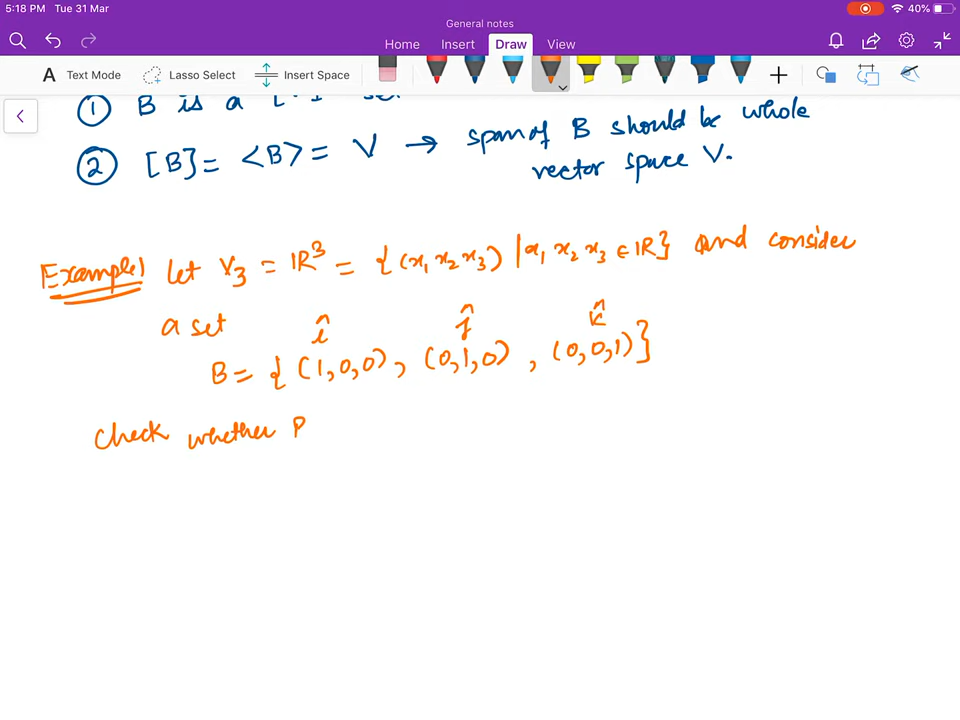 5:18 PM Tue 31 Mar
40%
General notes
Home Insert Draw View
A Text Mode Lasso Select Insert Space
① B is a
② [B] = <B> = V → span of B should be whole
vector space V.
Example) let V₃ = IR³ = {(x₁ x₂ x₃) | x₁ x₂ x₃ ∈ IR} and consider
a set î ĵ k̂
B = { (1,0,0), (0,1,0), (0,0,1)}
Check whether